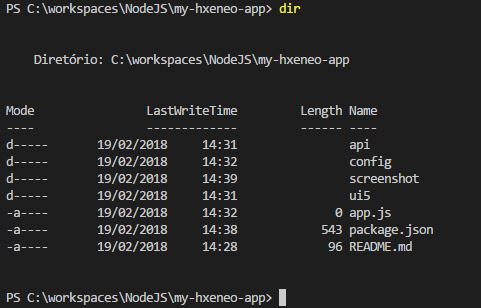 PS C:\workspaces\NodeJS\my-hxeneo-app> dir
Diretório: C:\workspaces\NodeJS\my-hxeneo-app
Mode LastWriteTime Length Name
---- ------------- ------ ----
d----- 19/02/2018 14:31 api
d----- 19/02/2018 14:32 config
d----- 19/02/2018 14:39 screenshot
d----- 19/02/2018 14:31 ui5
-a---- 19/02/2018 14:32 0 app.js
-a---- 19/02/2018 14:38 543 package.json
-a---- 19/02/2018 14:28 96 README.md
PS C:\workspaces\NodeJS\my-hxeneo-app>